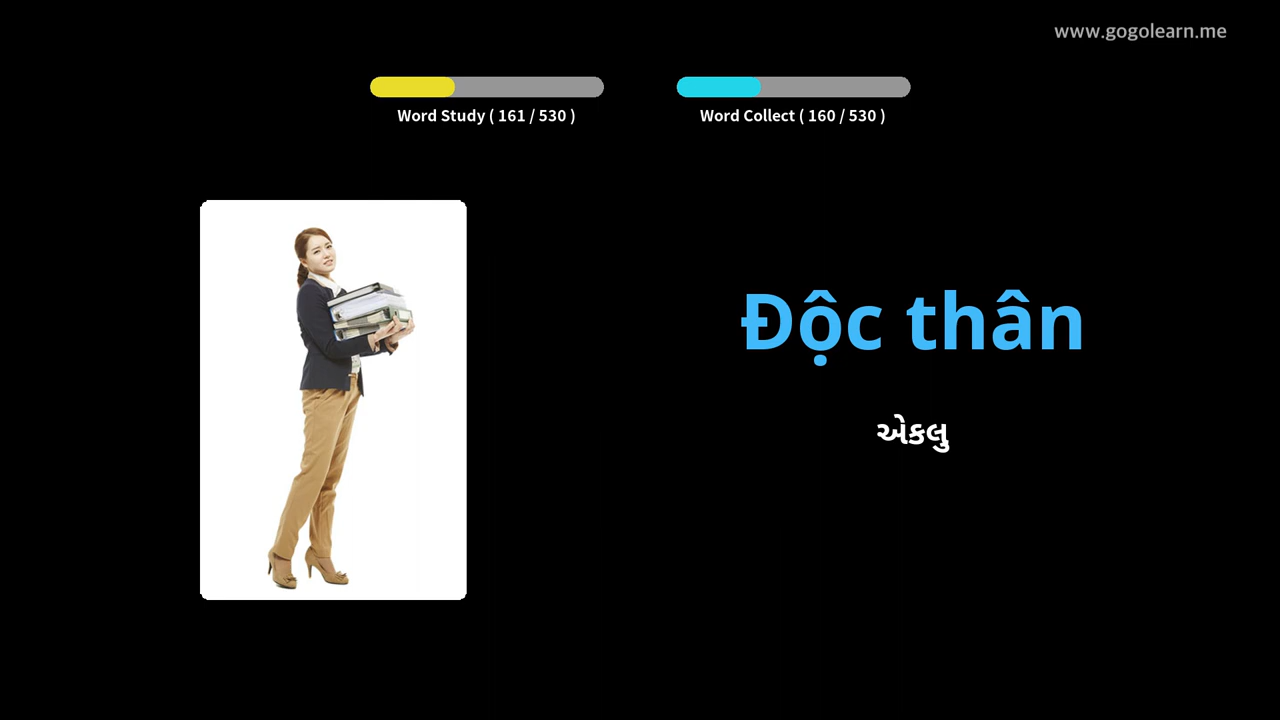 www.gogolearn.me
Word Study ( 161 / 530 )
Word Collect ( 160 / 530 )
Độc thân
એકલુ